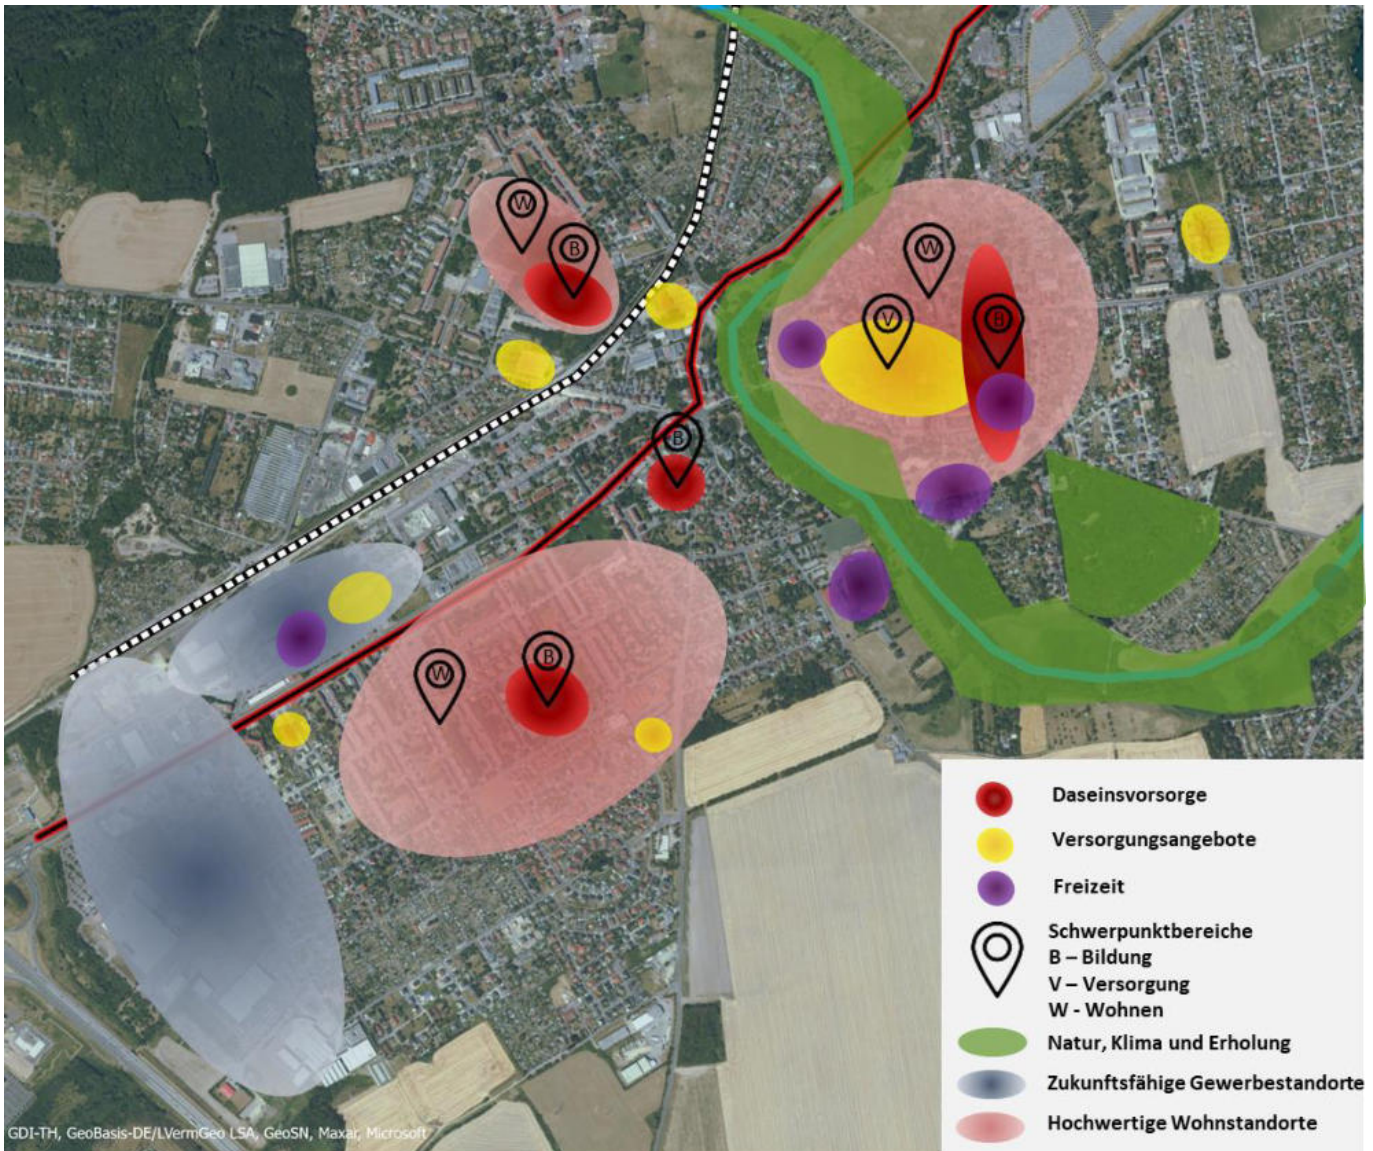 W
B
W
V
B
B
W
B
Daseinsvorsorge
Versorgungsangebote
Freizeit
Schwerpunktbereiche
B – Bildung
V – Versorgung
W - Wohnen
Natur, Klima und Erholung
Zukunftsfähige Gewerbestandorte
Hochwertige Wohnstandorte
GDI-TH, GeoBasis-DE/LVermGeo LSA, GeoSN, Maxar, Microsoft